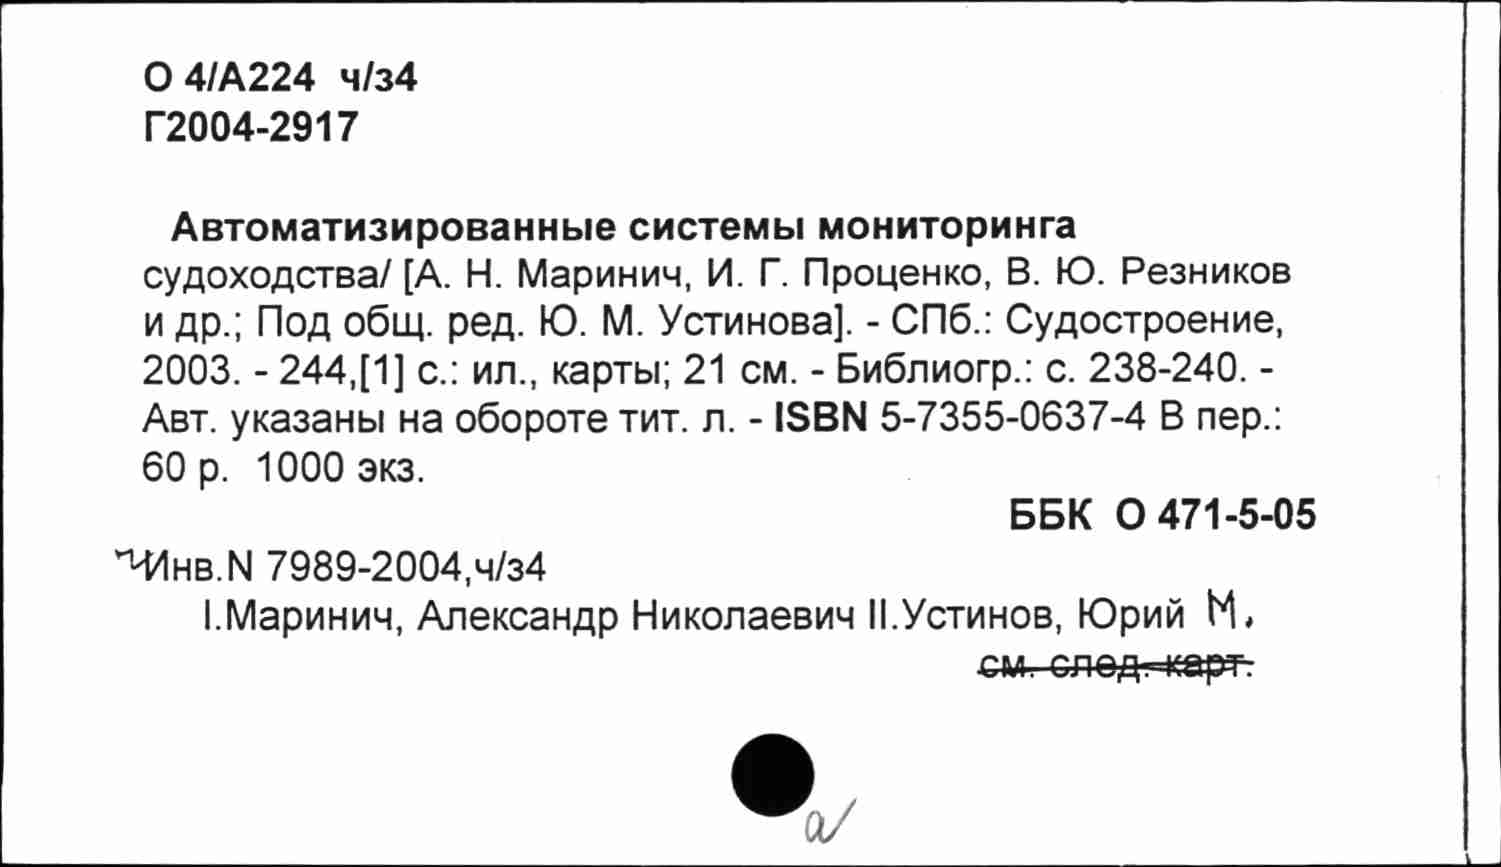 О 4/А224 ч/з4
Г2004-2917
Автоматизированные системы мониторинга
судоходства/ [А. Н. Маринич, И. Г. Проценко, В. Ю. Резников
и др.; Под общ. ред. Ю. М. Устинова]. - СПб.: Судостроение,
2003. - 244,[1] с.: ил., карты; 21 см. - Библиогр.: с. 238-240. -
Авт. указаны на обороте тит. л. - ISBN 5-7355-0637-4 В пер.:
60 р. 1000 экз.
ББК О 471-5-05
Инв.N 7989-2004,ч/з4
I.Маринич, Александр Николаевич II.Устинов, Юрий М.
см. след. карт.